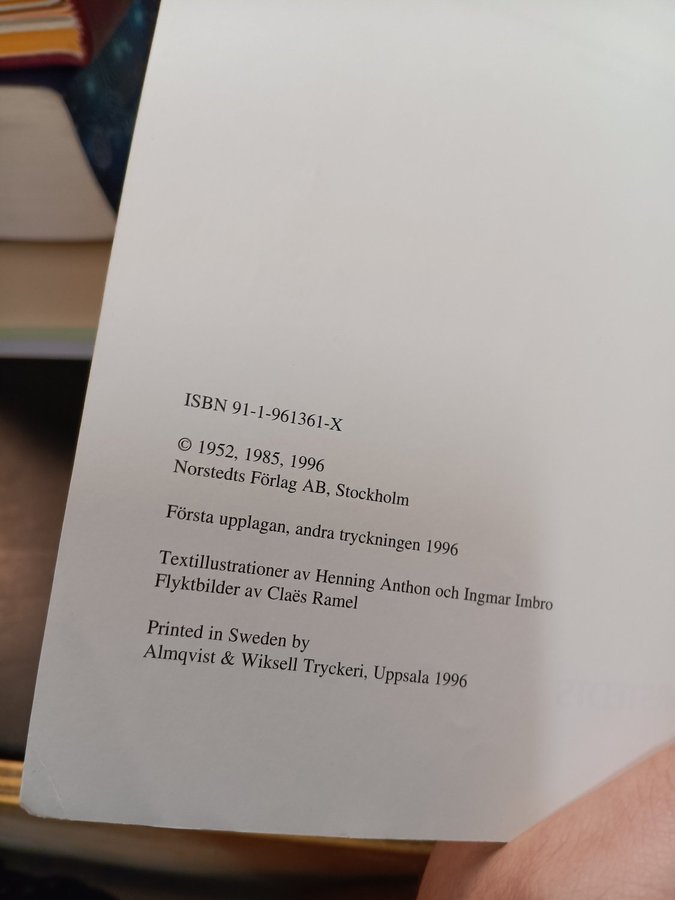 ISBN 91-1-961361-X
© 1952, 1985, 1996
Norstedts Förlag AB, Stockholm
Första upplagan, andra tryckningen 1996
Textillustrationer av Henning Anthon och Ingmar Imbro
Flyktbilder av Claës Ramel
Printed in Sweden by
Almqvist & Wiksell Tryckeri, Uppsala 1996